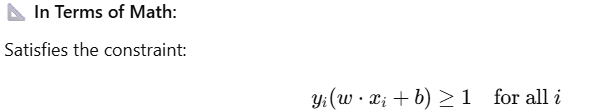 In Terms of Math:
Satisfies the constraint:
yᵢ(w · xᵢ + b) ≥ 1 for all i